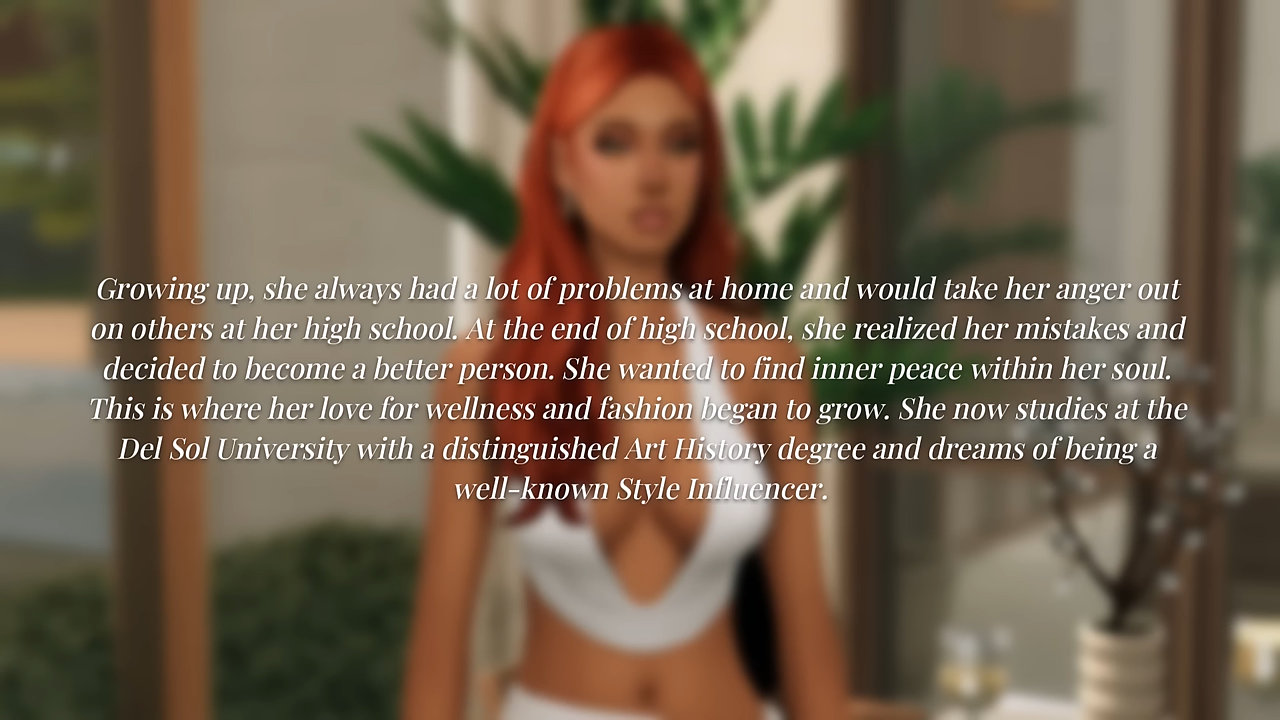 Growing up, she always had a lot of problems at home and would take her anger out
on others at her high school. At the end of high school, she realized her mistakes and
decided to become a better person. She wanted to find inner peace within her soul.
This is where her love for wellness and fashion began to grow. She now studies at the
Del Sol University with a distinguished Art History degree and dreams of being a
well-known Style Influencer.